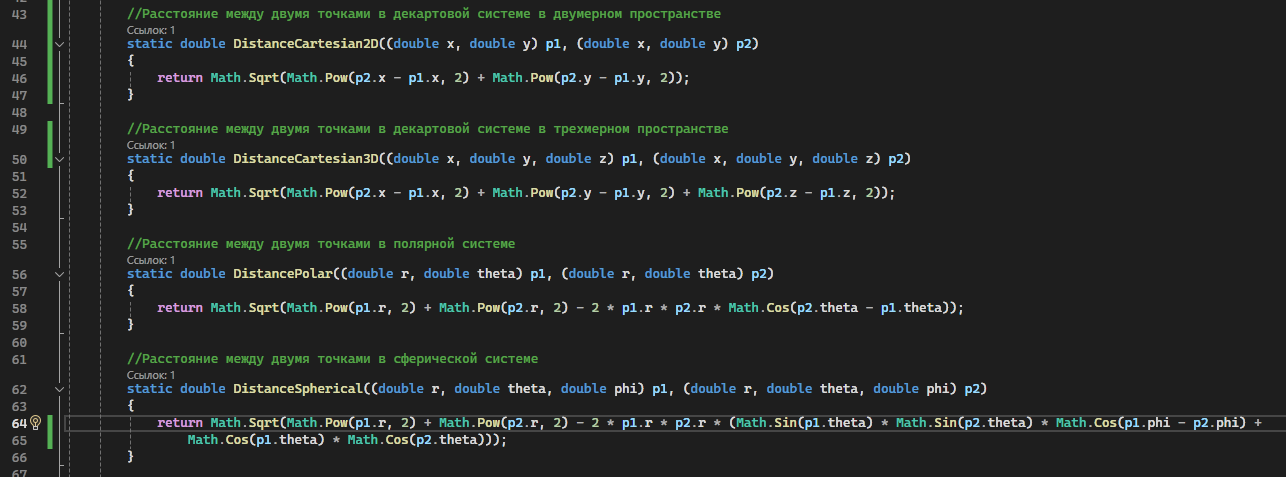 43 //Расстояние между двумя точками в декартовой системе в двумерном пространстве
Ссылок: 1
44 static double DistanceCartesian2D((double x, double y) p1, (double x, double y) p2)
45 {
46 return Math.Sqrt(Math.Pow(p2.x - p1.x, 2) + Math.Pow(p2.y - p1.y, 2));
47 }
48
49 //Расстояние между двумя точками в декартовой системе в трехмерном пространстве
Ссылок: 1
50 static double DistanceCartesian3D((double x, double y, double z) p1, (double x, double y, double z) p2)
51 {
52 return Math.Sqrt(Math.Pow(p2.x - p1.x, 2) + Math.Pow(p2.y - p1.y, 2) + Math.Pow(p2.z - p1.z, 2));
53 }
54
55 //Расстояние между двумя точками в полярной системе
Ссылок: 1
56 static double DistancePolar((double r, double theta) p1, (double r, double theta) p2)
57 {
58 return Math.Sqrt(Math.Pow(p1.r, 2) + Math.Pow(p2.r, 2) - 2 * p1.r * p2.r * Math.Cos(p2.theta - p1.theta));
59 }
60
61 //Расстояние между двумя точками в сферической системе
Ссылок: 1
62 static double DistanceSpherical((double r, double theta, double phi) p1, (double r, double theta, double phi) p2)
63 {
64 return Math.Sqrt(Math.Pow(p1.r, 2) + Math.Pow(p2.r, 2) - 2 * p1.r * p2.r * (Math.Sin(p1.theta) * Math.Sin(p2.theta) * Math.Cos(p1.phi - p2.phi) +
65 Math.Cos(p1.theta) * Math.Cos(p2.theta)));
66 }
67